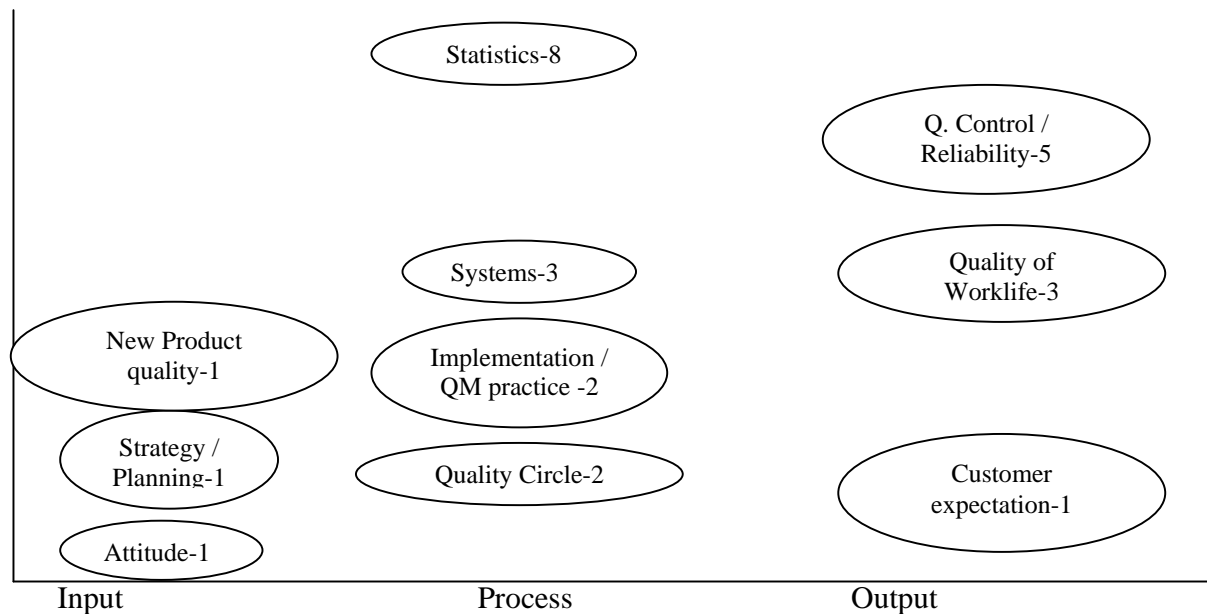 Statistics-8
Q. Control /
Reliability-5
Systems-3
Quality of
Worklife-3
New Product
quality-1
Implementation /
QM practice -2
Strategy /
Planning-1
Quality Circle-2
Customer
expectation-1
Attitude-1
Input Process Output